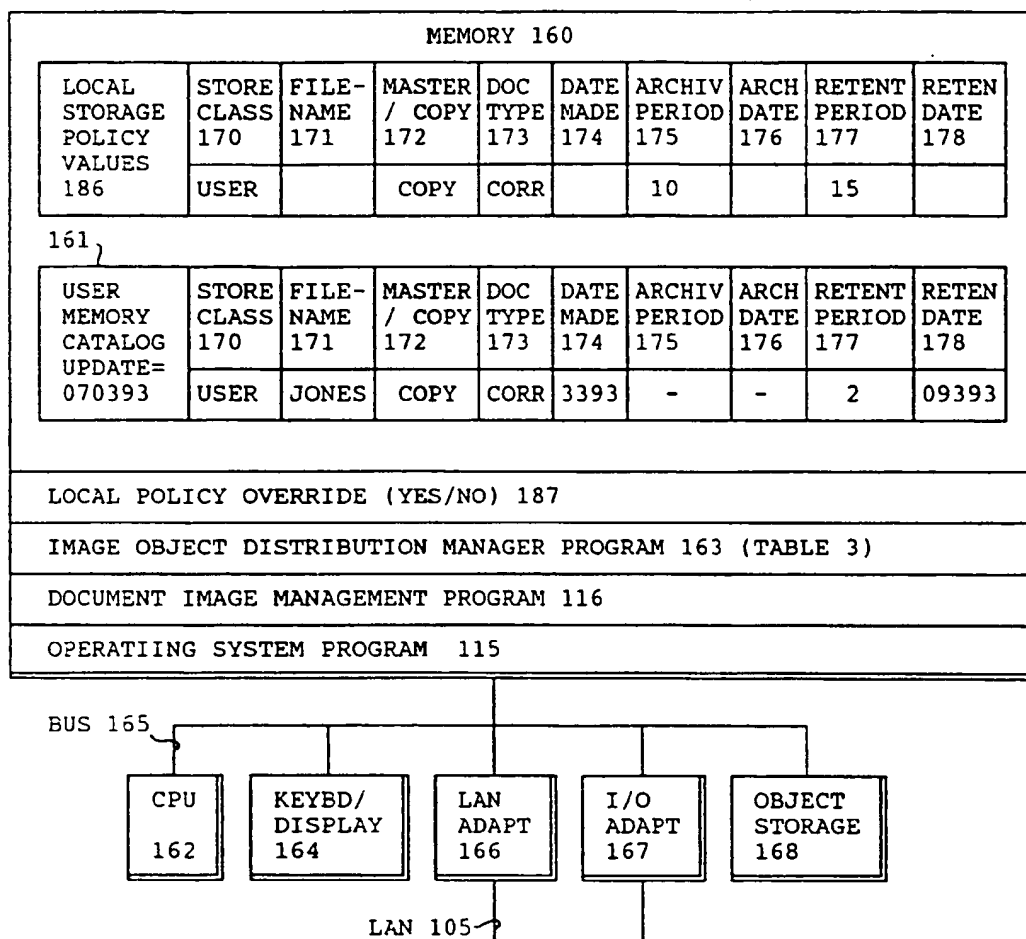 MEMORY 160
LOCAL STORAGE POLICY VALUES 186
STORE CLASS 170
FILE- NAME 171
MASTER / COPY 172
DOC TYPE 173
DATE MADE 174
ARCHIV PERIOD 175
ARCH DATE 176
RETENT PERIOD 177
RETEN DATE 178
USER COPY CORR 10 15
161
USER MEMORY CATALOG UPDATE= 070393
STORE CLASS 170
FILE- NAME 171
MASTER / COPY 172
DOC TYPE 173
DATE MADE 174
ARCHIV PERIOD 175
ARCH DATE 176
RETENT PERIOD 177
RETEN DATE 178
USER JONES COPY CORR 3393 - - 2 09393
LOCAL POLICY OVERRIDE (YES/NO) 187
IMAGE OBJECT DISTRIBUTION MANAGER PROGRAM 163 (TABLE 3)
DOCUMENT IMAGE MANAGEMENT PROGRAM 116
OPERATIING SYSTEM PROGRAM 115
BUS 165
CPU 162
KEYBD/ DISPLAY 164
LAN ADAPT 166
I/O ADAPT 167
OBJECT STORAGE 168
LAN 105